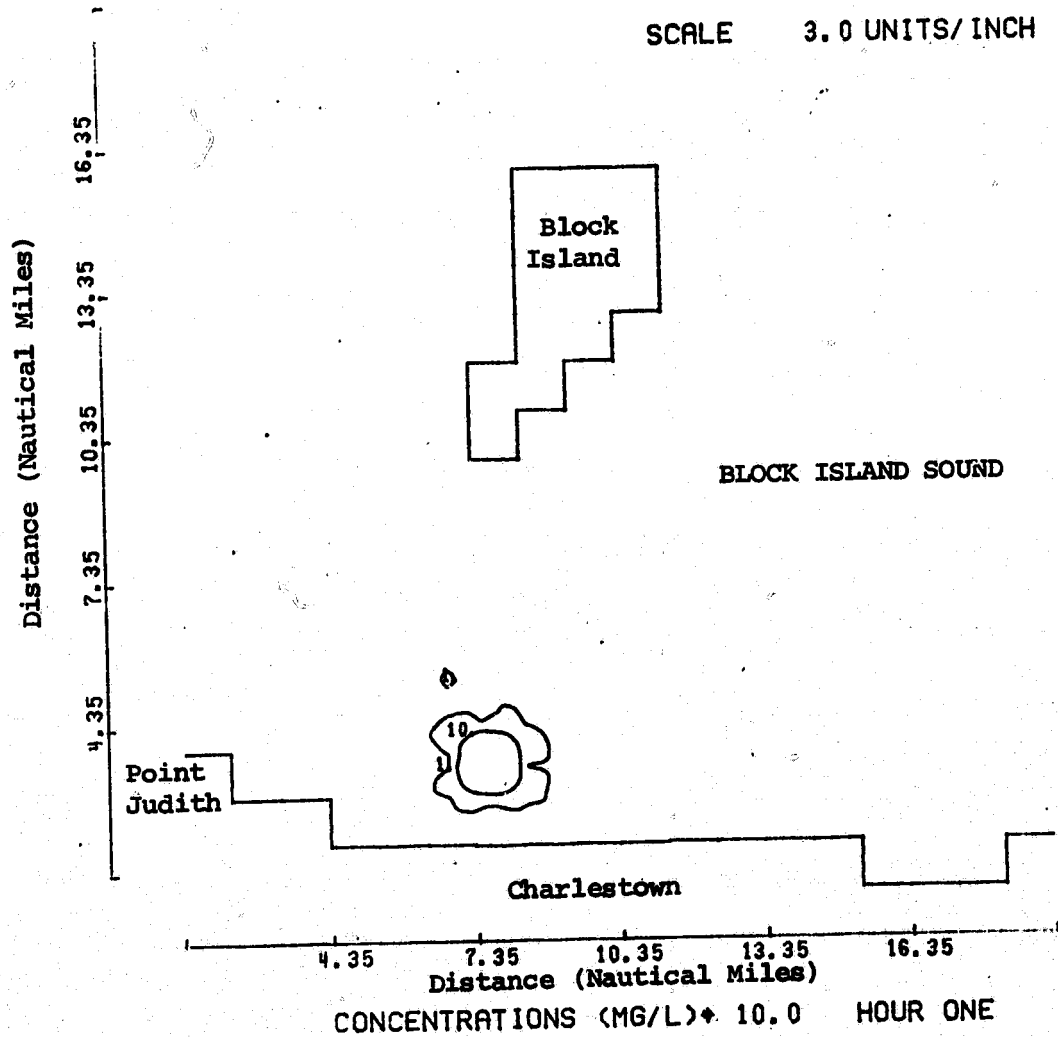 SCALE 3.0 UNITS/INCH
Distance (Nautical Miles)
16.35
13.35
10.35
7.35
4.35
Block
Island
BLOCK ISLAND SOUND
10
1
Point
Judith
Charlestown
4.35 7.35 10.35 13.35 16.35
Distance (Nautical Miles)
CONCENTRATIONS (MG/L)* 10.0 HOUR ONE